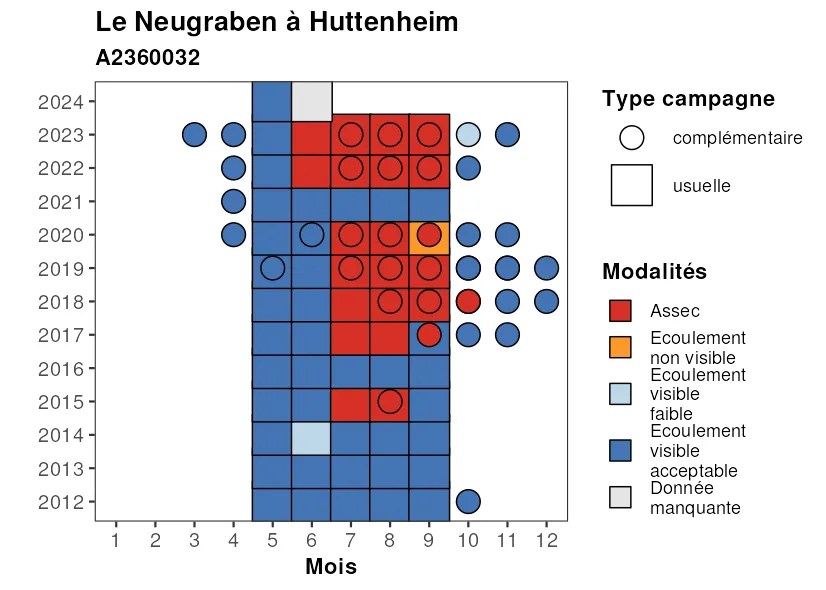 Le Neugraben à Huttenheim
A2360032
2024
2023
2022
2021
2020
2019
2018
2017
2016
2015
2014
2013
2012
1 2 3 4 5 6 7 8 9 10 11 12
Mois
Type campagne
complémentaire
usuelle
Modalités
Assec
Ecoulement
non visible
Ecoulement
visible
faible
Ecoulement
visible
acceptable
Donnée
manquante